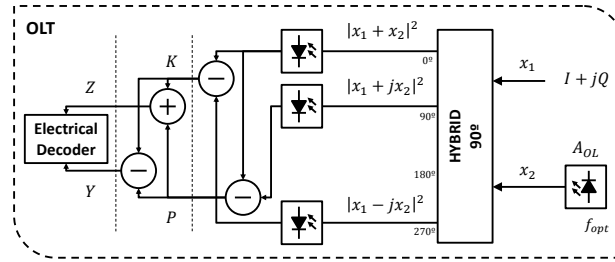 OLT
Z
K
Y
P
Electrical
Decoder
−
+
−
−
|x₁ + x₂|²
0º
|x₁ + jx₂|²
90º
180º
|x₁ − jx₂|²
270º
HYBRID
90º
x₁
I + jQ
x₂
A_OL
f_opt